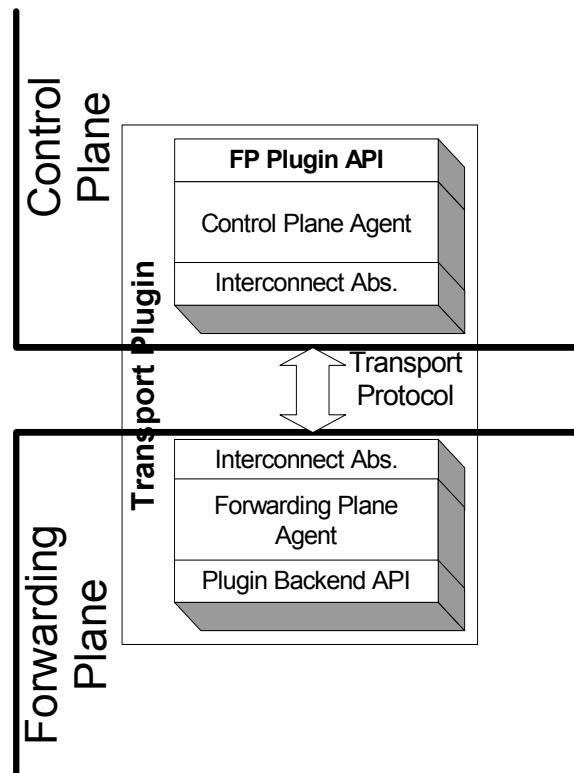 Control
Plane
FP Plugin API
Control Plane Agent
Interconnect Abs.
Transport Plugin
Transport
Protocol
Interconnect Abs.
Forwarding Plane
Agent
Plugin Backend API
Forwarding
Plane